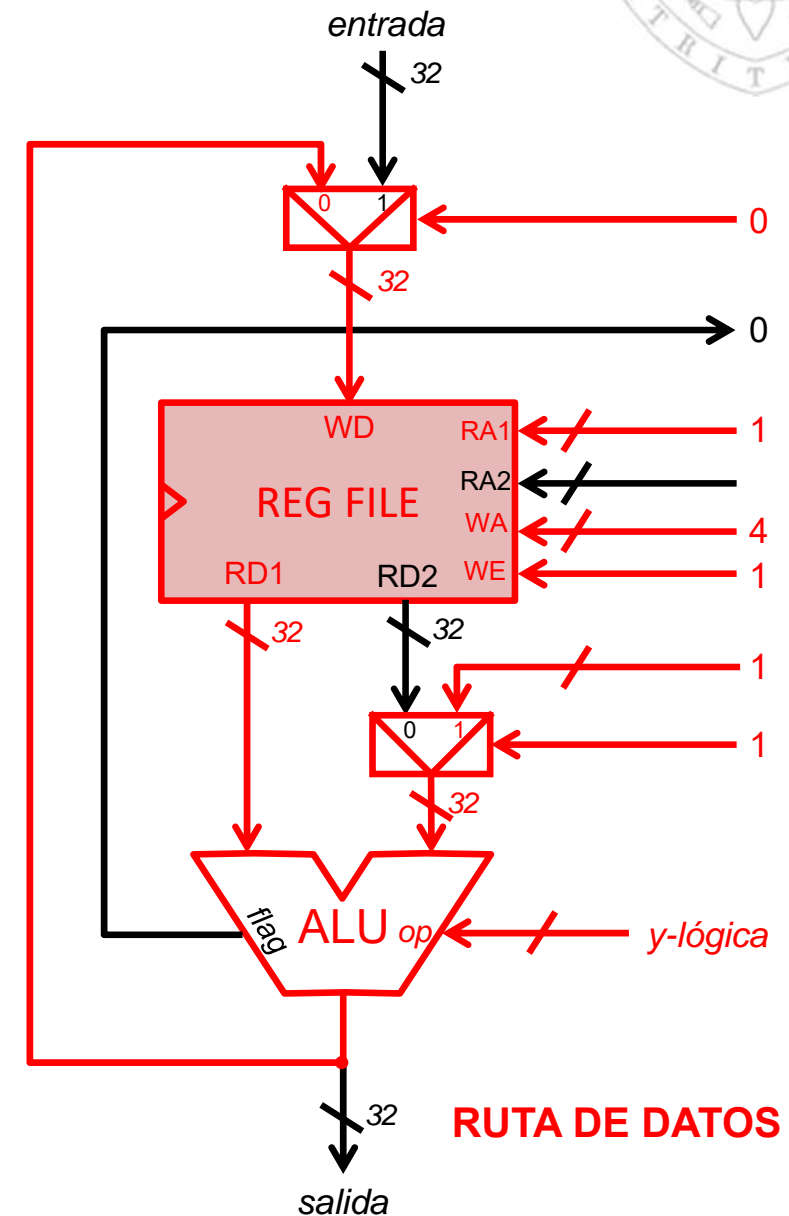 entrada
32
T R I T
0 1
0
32
0
WD
RA1
1
RA2
REG FILE
WA
4
RD1
RD2
WE
1
32
32
1
0 1
1
32
flag
ALU
op
y-lógica
32
RUTA DE DATOS
salida